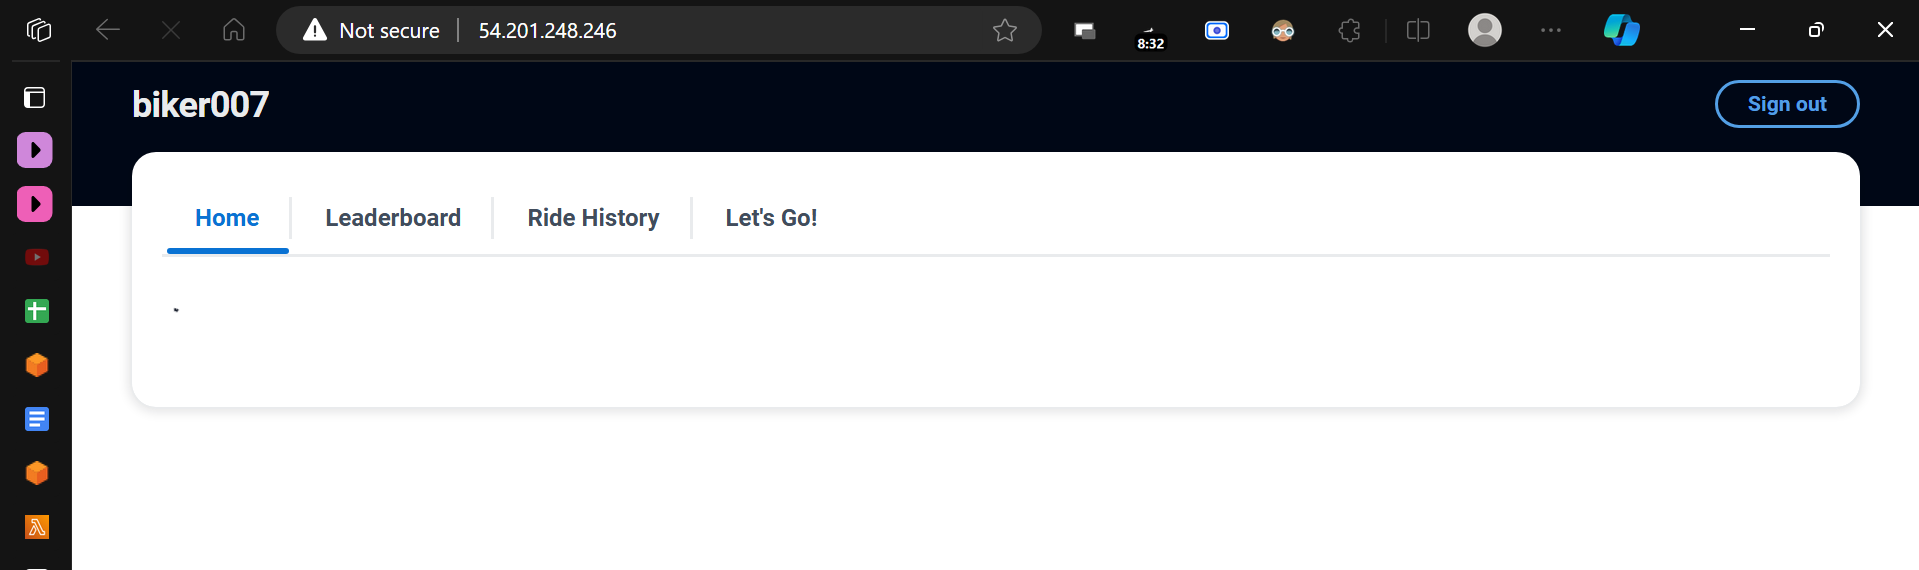 Not secure
54.201.248.246
8:32
biker007
Sign out
Home
Leaderboard
Ride History
Let's Go!